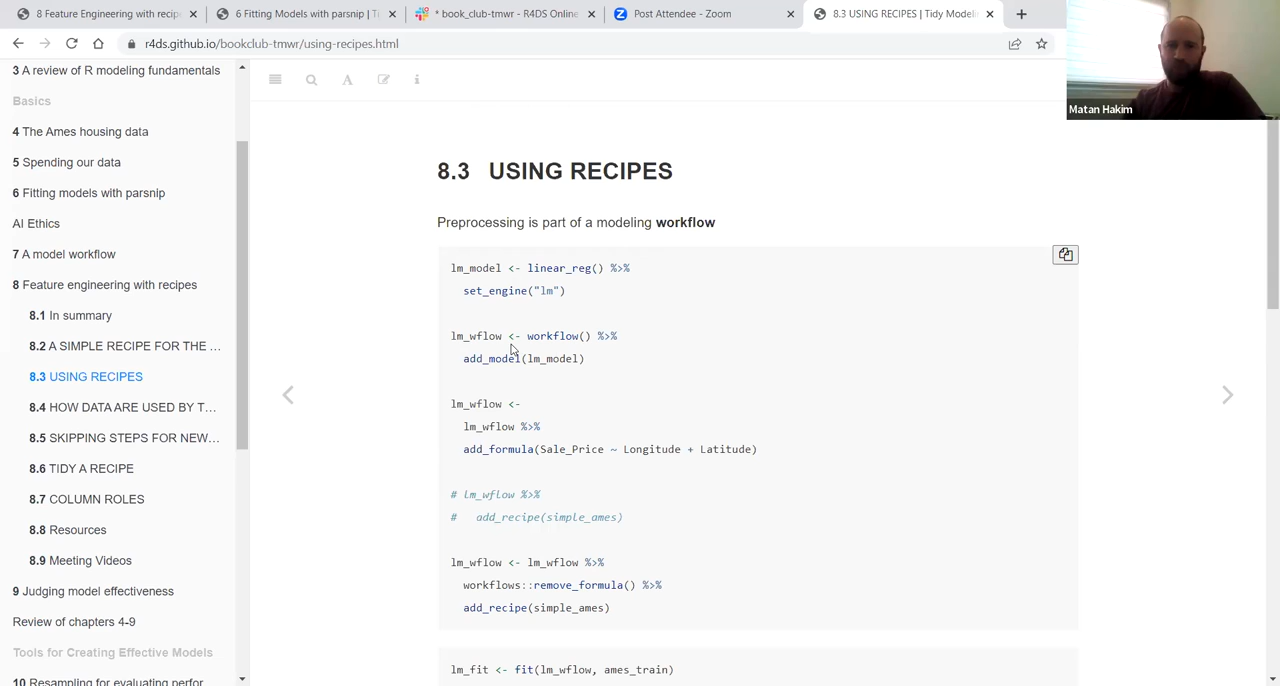 8 Feature Engineering with recip
6 Fitting Models with parsnip | Ti
* book_club-tmwr - R4DS Online
Post Attendee - Zoom
8.3 USING RECIPES | Tidy Modeli
r4ds.github.io/bookclub-tmwr/using-recipes.html
Matan Hakim
3 A review of R modeling fundamentals
Basics
4 The Ames housing data
5 Spending our data
6 Fitting models with parsnip
AI Ethics
7 A model workflow
8 Feature engineering with recipes
8.1 In summary
8.2 A SIMPLE RECIPE FOR THE ...
8.3 USING RECIPES
8.4 HOW DATA ARE USED BY T...
8.5 SKIPPING STEPS FOR NEW...
8.6 TIDY A RECIPE
8.7 COLUMN ROLES
8.8 Resources
8.9 Meeting Videos
9 Judging model effectiveness
Review of chapters 4-9
Tools for Creating Effective Models
10 Resampling for evaluating perfor
8.3 USING RECIPES
Preprocessing is part of a modeling workflow
lm_model <- linear_reg() %>%
set_engine("lm")
lm_wflow <- workflow() %>%
add_model(lm_model)
lm_wflow <-
lm_wflow %>%
add_formula(Sale_Price ~ Longitude + Latitude)
# lm_wflow %>%
#   add_recipe(simple_ames)
lm_wflow <- lm_wflow %>%
workflows::remove_formula() %>%
add_recipe(simple_ames)
lm_fit <- fit(lm_wflow, ames_train)